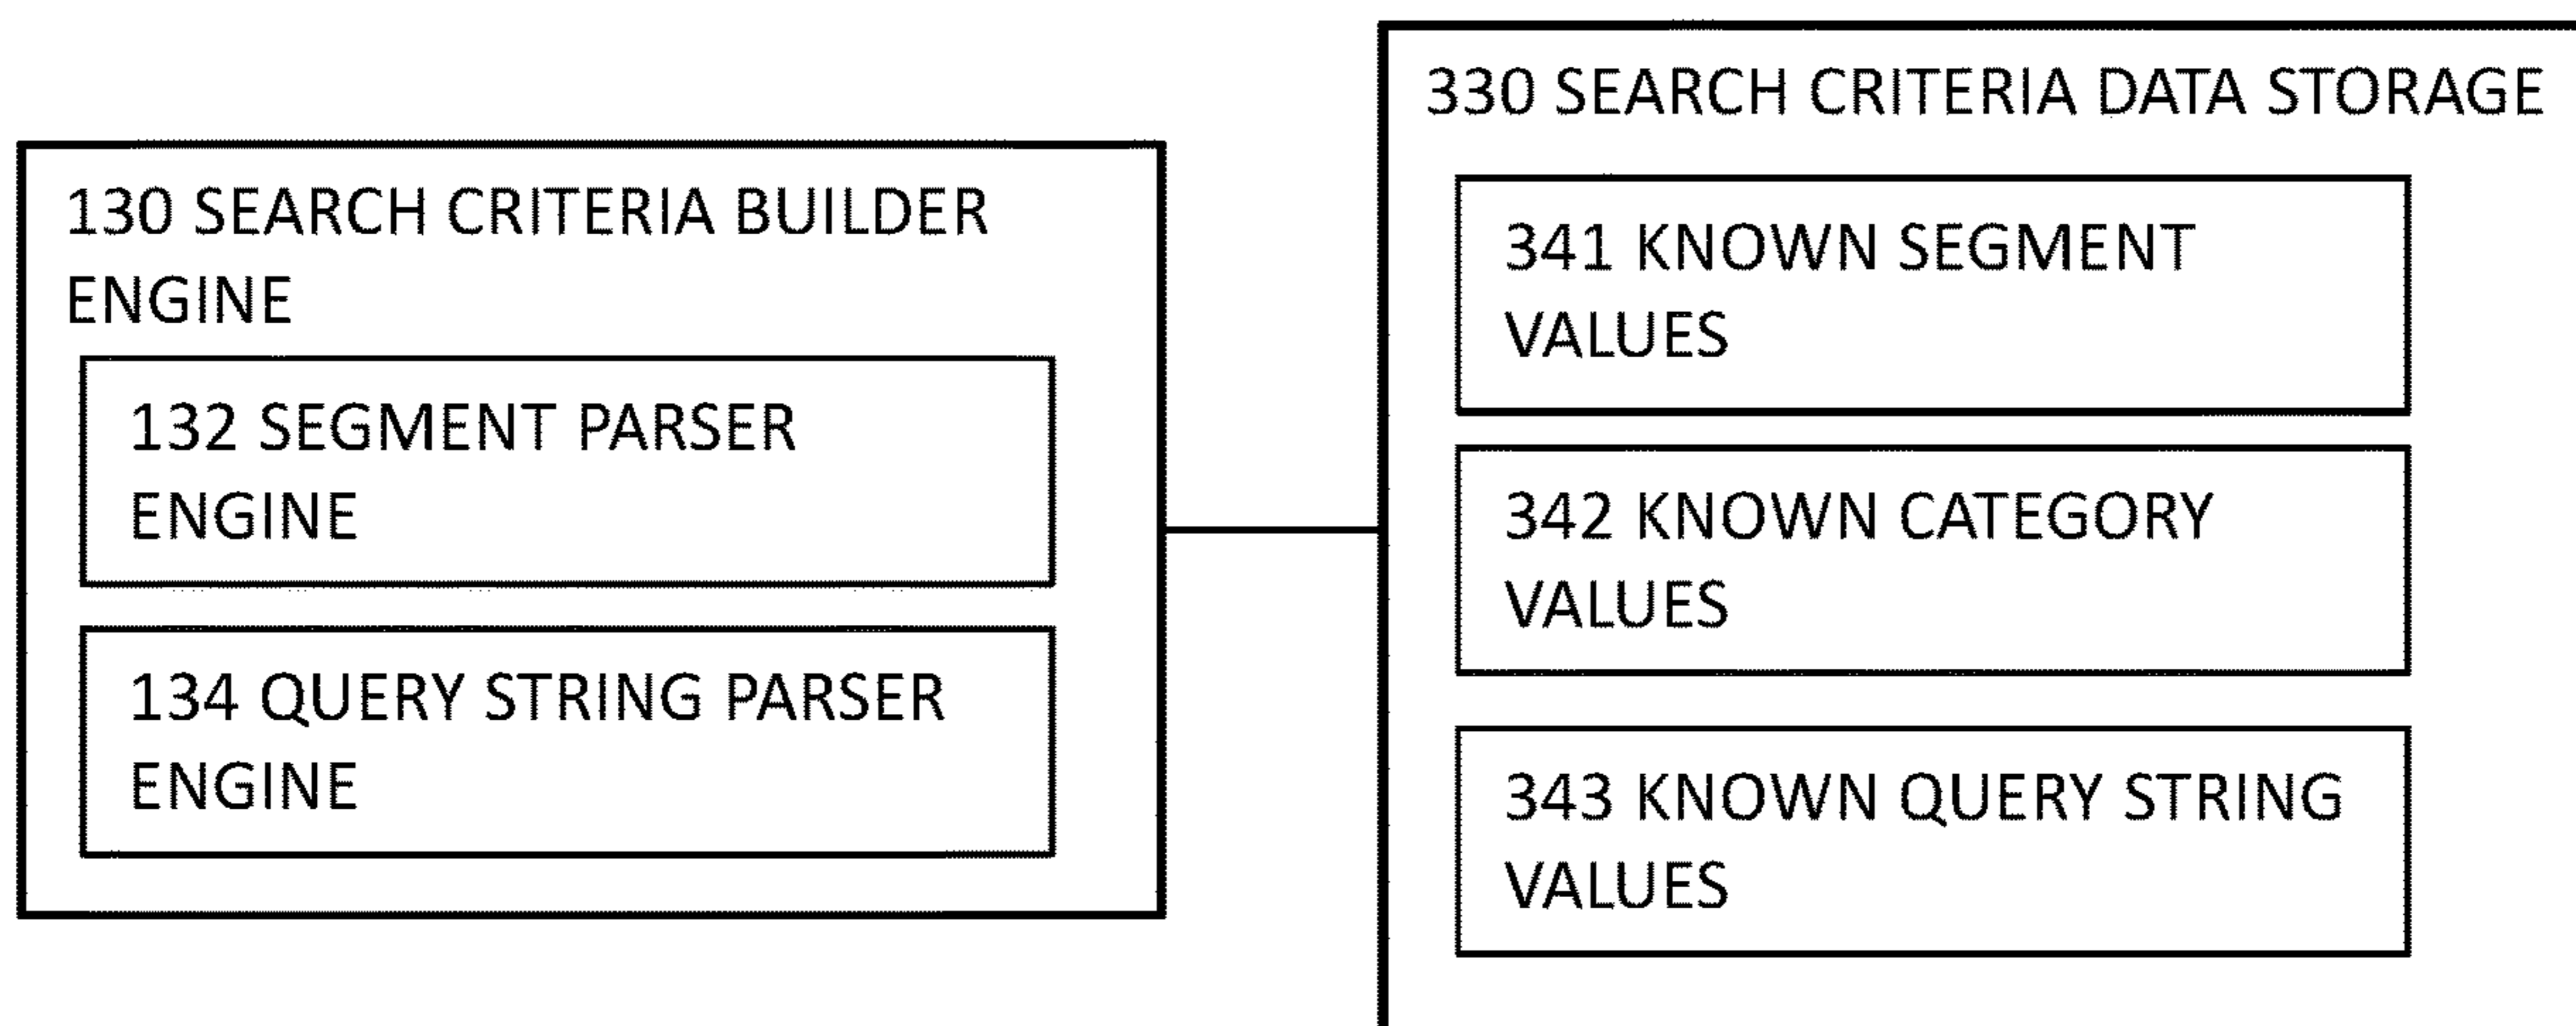 130 SEARCH CRITERIA BUILDER
ENGINE
132 SEGMENT PARSER
ENGINE
134 QUERY STRING PARSER
ENGINE
330 SEARCH CRITERIA DATA STORAGE
341 KNOWN SEGMENT
VALUES
342 KNOWN CATEGORY
VALUES
343 KNOWN QUERY STRING
VALUES